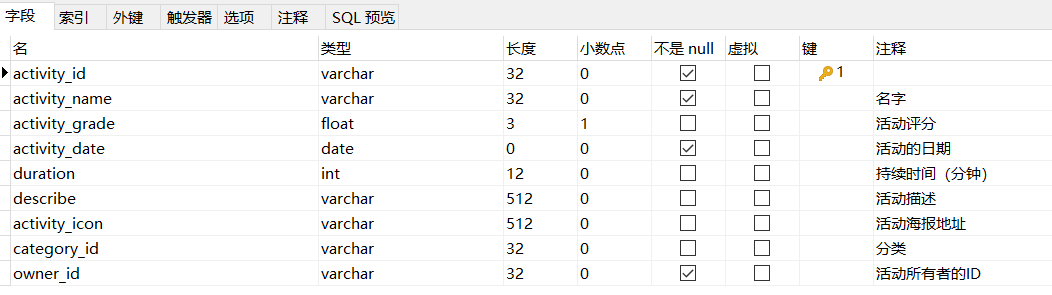 字段 索引 外键 触发器 选项 注释 SQL 预览
名 类型 长度 小数点 不是 null 虚拟 键 注释
activity_id varchar 32 0 1
activity_name varchar 32 0 名字
activity_grade float 3 1 活动评分
activity_date date 0 0 活动的日期
duration int 12 0 持续时间（分钟）
describe varchar 512 0 活动描述
activity_icon varchar 512 0 活动海报地址
category_id varchar 32 0 分类
owner_id varchar 32 0 活动所有者的ID